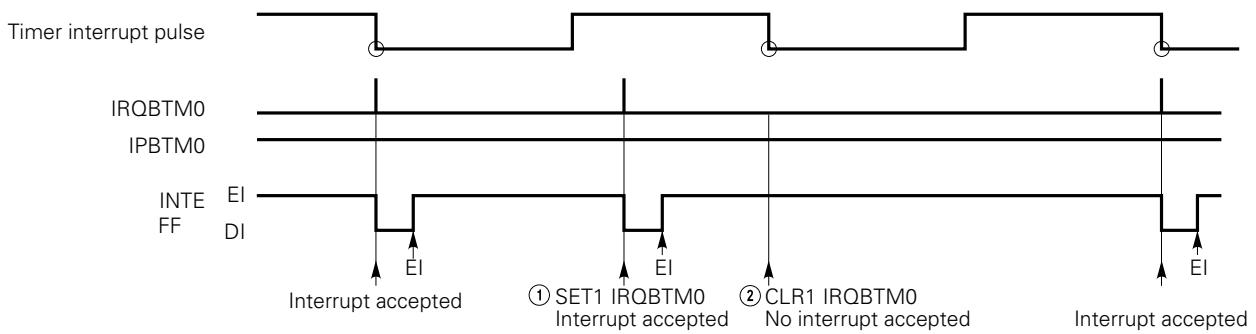 Timer interrupt pulse
IRQBTM0
IPBTM0
INTE
FF
EI
DI
EI
EI
EI
Interrupt accepted
① SET1 IRQBTM0
Interrupt accepted
② CLR1 IRQBTM0
No interrupt accepted
Interrupt accepted